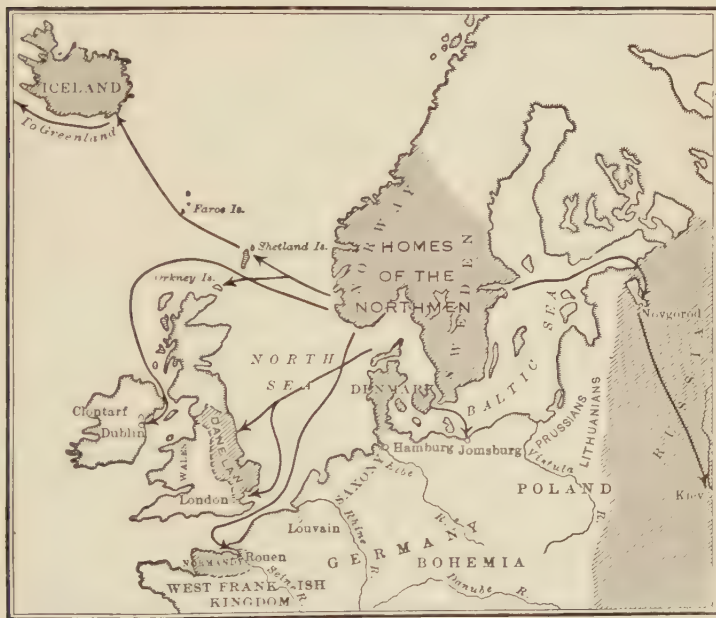 ICELAND
To Greenland
Faros Is.
Shetland Is.
rkney Is.
NORWAY
HOMES
OF THE
NORTHMEN
SWEDEN
NORTH
SEA
BALTIC SEA
Novgorod
RUSSIA
Kiev
Clontarf
Dublin
WALES
DANELAW
London
DENMARK
Hamburg
Jomsburg
PRUSSIANS
LITHUANIANS
Vistula
R.
POLAND
SAXONY
Elbe
R.
Louvain
Rhine
R.
GERMANY
BOHEMIA
Danube R.
NORMANDY
Rouen
Seine R.
WEST FRANKISH
KINGDOM